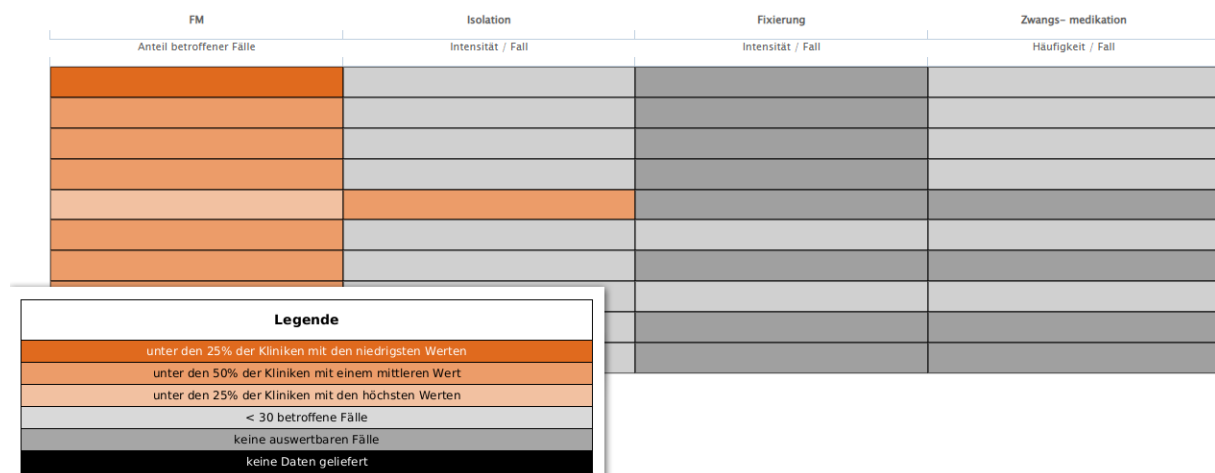 FM Isolation Fixierung Zwangs– medikation
Anteil betroffener Fälle Intensität / Fall Intensität / Fall Häufigkeit / Fall
Legende
unter den 25% der Kliniken mit den niedrigsten Werten
unter den 50% der Kliniken mit einem mittleren Wert
unter den 25% der Kliniken mit den höchsten Werten
< 30 betroffene Fälle
keine auswertbaren Fälle
keine Daten geliefert